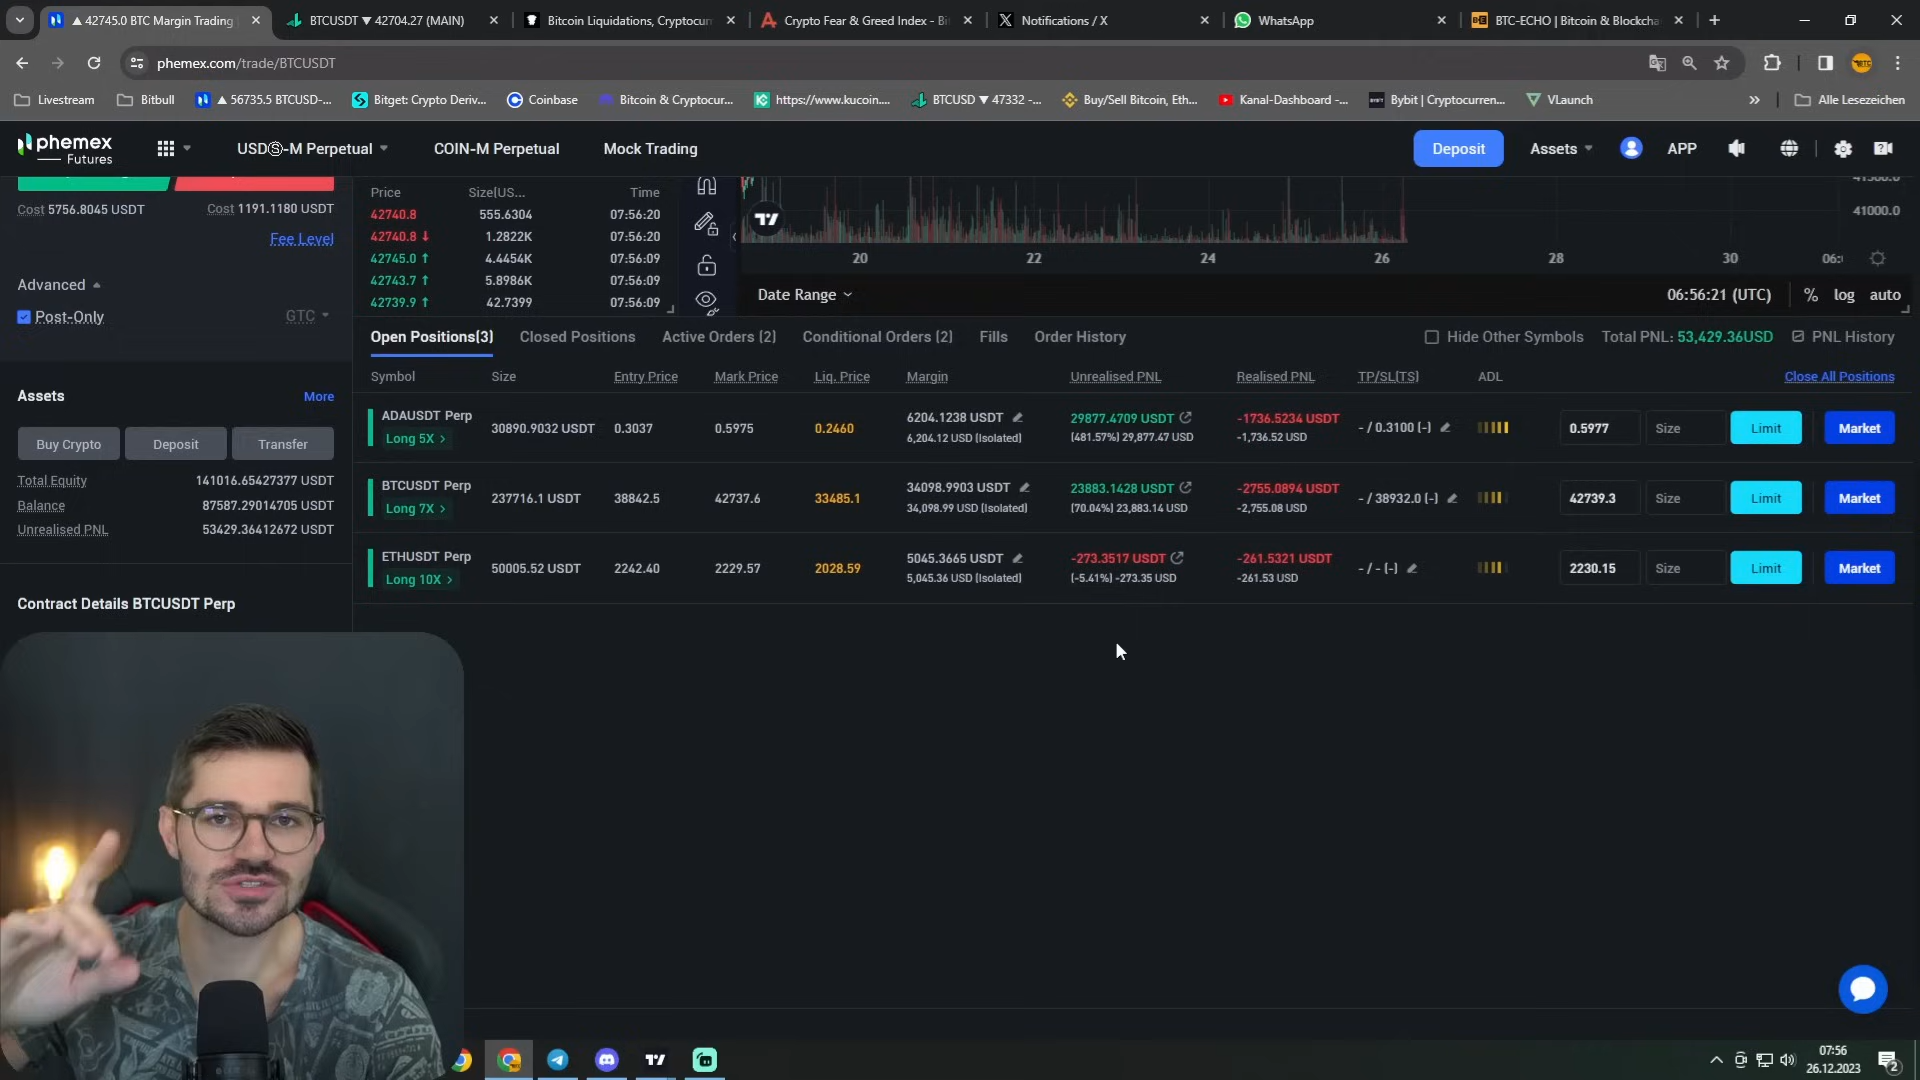 ▲ 42745.0 BTC Margin Trading
BTCUSDT ▼ 42704.27 (MAIN)
Bitcoin Liquidations, Cryptocur
Crypto Fear & Greed Index - Bi
Notifications / X
WhatsApp
BTC-ECHO | Bitcoin & Blockcha
phemex.com/trade/BTCUSDT
Livestream
Bitbull
▲ 56735.5 BTCUSD-...
Bitget: Crypto Deriv...
Coinbase
Bitcoin & Cryptocur...
https://www.kucoin....
BTCUSD ▼ 47332 -...
Buy/Sell Bitcoin, Eth...
Kanal-Dashboard -...
Bybit | Cryptocurren...
VLaunch
Alle Lesezeichen
phemex
Futures
USDⓈ-M Perpetual
COIN-M Perpetual
Mock Trading
Deposit
Assets
APP
Cost 5756.8045 USDT
Cost 1191.1180 USDT
Fee Level
Advanced
Post-Only
GTC
Price Size(US... Time
42740.8 555.6304 07:56:20
42740.8 ↓ 1.2822K 07:56:20
42745.0 ↑ 4.4454K 07:56:09
42743.7 ↑ 5.8986K 07:56:09
42739.9 ↑ 42.7399 07:56:09
41000.0
20 22 24 26 28 30 06:
Date Range
06:56:21 (UTC) % log auto
Open Positions(3) Closed Positions Active Orders (2) Conditional Orders (2) Fills Order History
Hide Other Symbols Total PNL: 53,429.36USD PNL History
Symbol Size Entry Price Mark Price Liq. Price Margin Unrealised PNL Realised PNL TP/SL(TS) ADL Close All Positions
ADAUSDT Perp
Long 5X >
30890.9032 USDT 0.3037 0.5975 0.2460
6204.1238 USDT
6,204.12 USD (Isolated)
29877.4709 USDT
(481.57%) 29,877.47 USD
-1736.5234 USDT
-1,736.52 USD
- / 0.3100 (-)
0.5977 Size Limit Market
BTCUSDT Perp
Long 7X >
237716.1 USDT 38842.5 42737.6 33485.1
34098.9903 USDT
34,098.99 USD (Isolated)
23883.1428 USDT
(70.04%) 23,883.14 USD
-2755.0894 USDT
-2,755.08 USD
- / 38932.0 (-)
42739.3 Size Limit Market
ETHUSDT Perp
Long 10X >
50005.52 USDT 2242.40 2229.57 2028.59
5045.3665 USDT
5,045.36 USD (Isolated)
-273.3517 USDT
(-5.41%) -273.35 USD
-261.5321 USDT
-261.53 USD
- / - (-)
2230.15 Size Limit Market
Assets More
Buy Crypto Deposit Transfer
Total Equity 141016.65427377 USDT
Balance 87587.29014705 USDT
Unrealised PNL 53429.36412672 USDT
Contract Details BTCUSDT Perp
07:56
26.12.2023
2